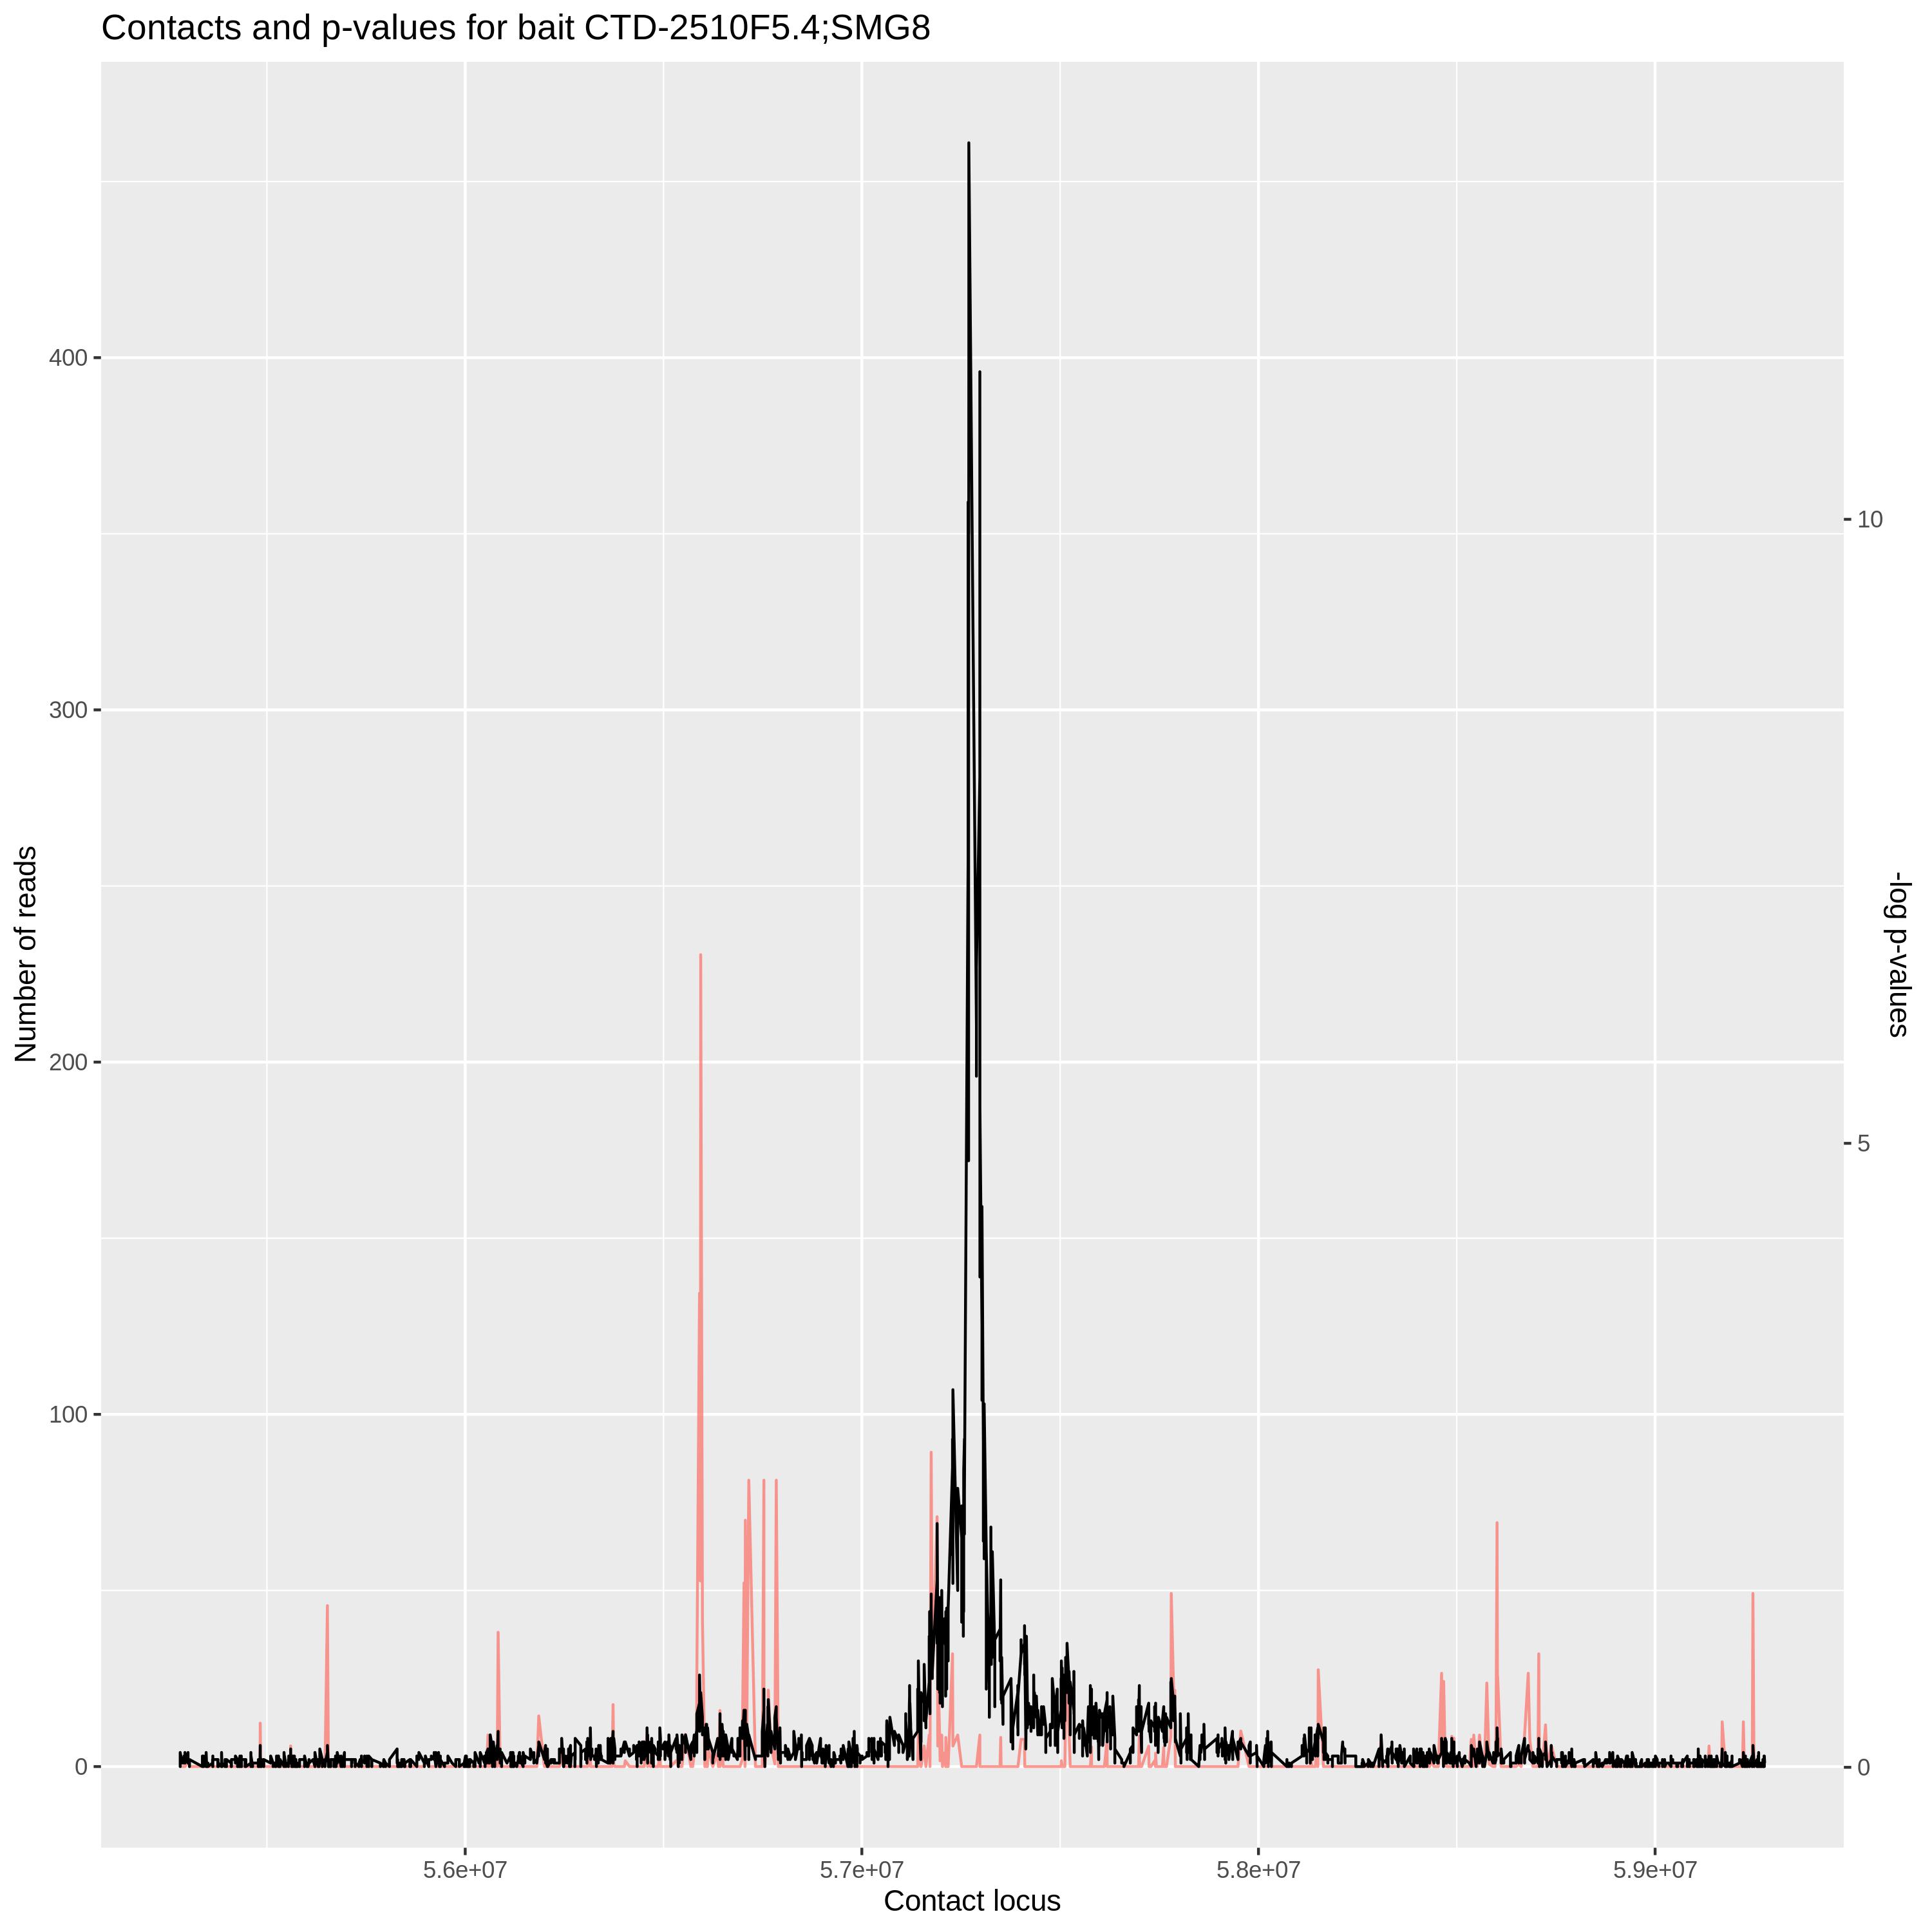 Contacts and p-values for bait CTD-2510F5.4;SMG8
Number of reads
400
300
200
100
0
10
5
0
-log p-values
5.6e+07
5.7e+07
5.8e+07
5.9e+07
Contact locus